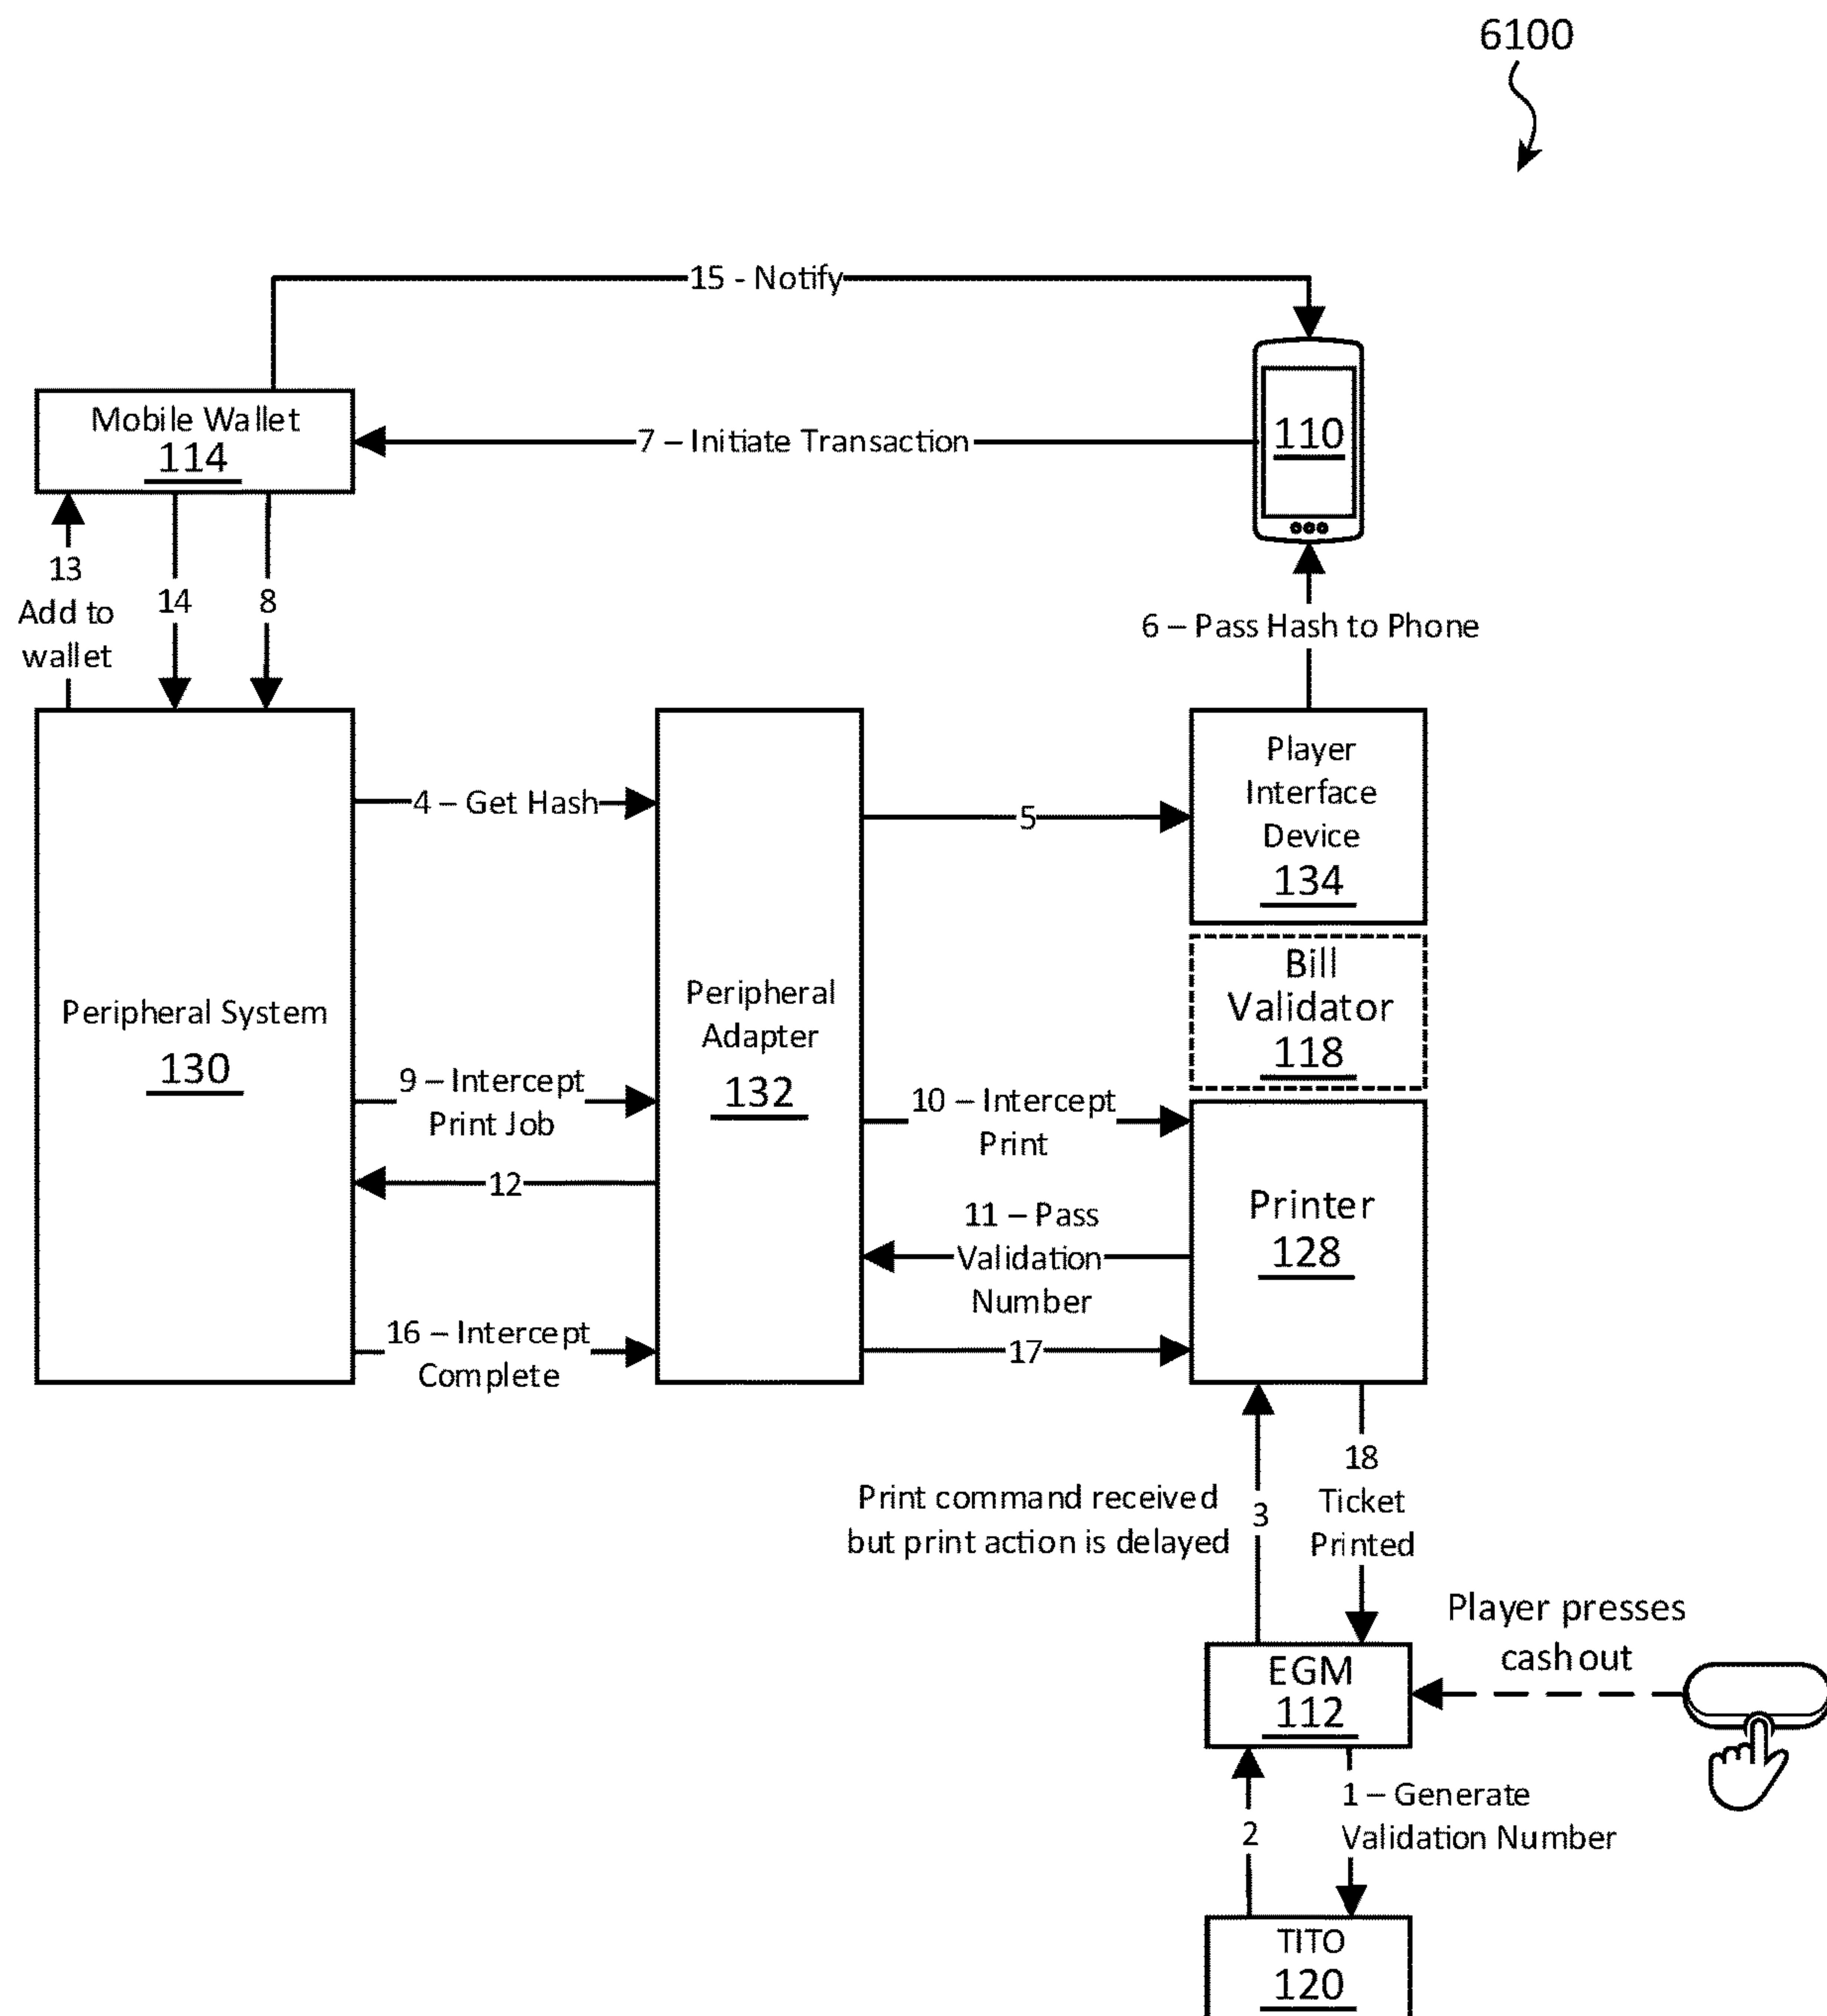 6100
15 - Notify
Mobile Wallet
114
7 – Initiate Transaction
110
13
Add to
wallet
14
8
6 – Pass Hash to Phone
4 – Get Hash
5
Player
Interface
Device
134
Bill
Validator
118
Peripheral System
130
Peripheral
Adapter
132
9 – Intercept
Print Job
10 – Intercept
Print
12
11 – Pass
Validation
Number
Printer
128
16 – Intercept
Complete
17
Print command received
but print action is delayed
3
18
Ticket
Printed
Player presses
cash out
EGM
112
2
1 – Generate
Validation Number
TITO
120